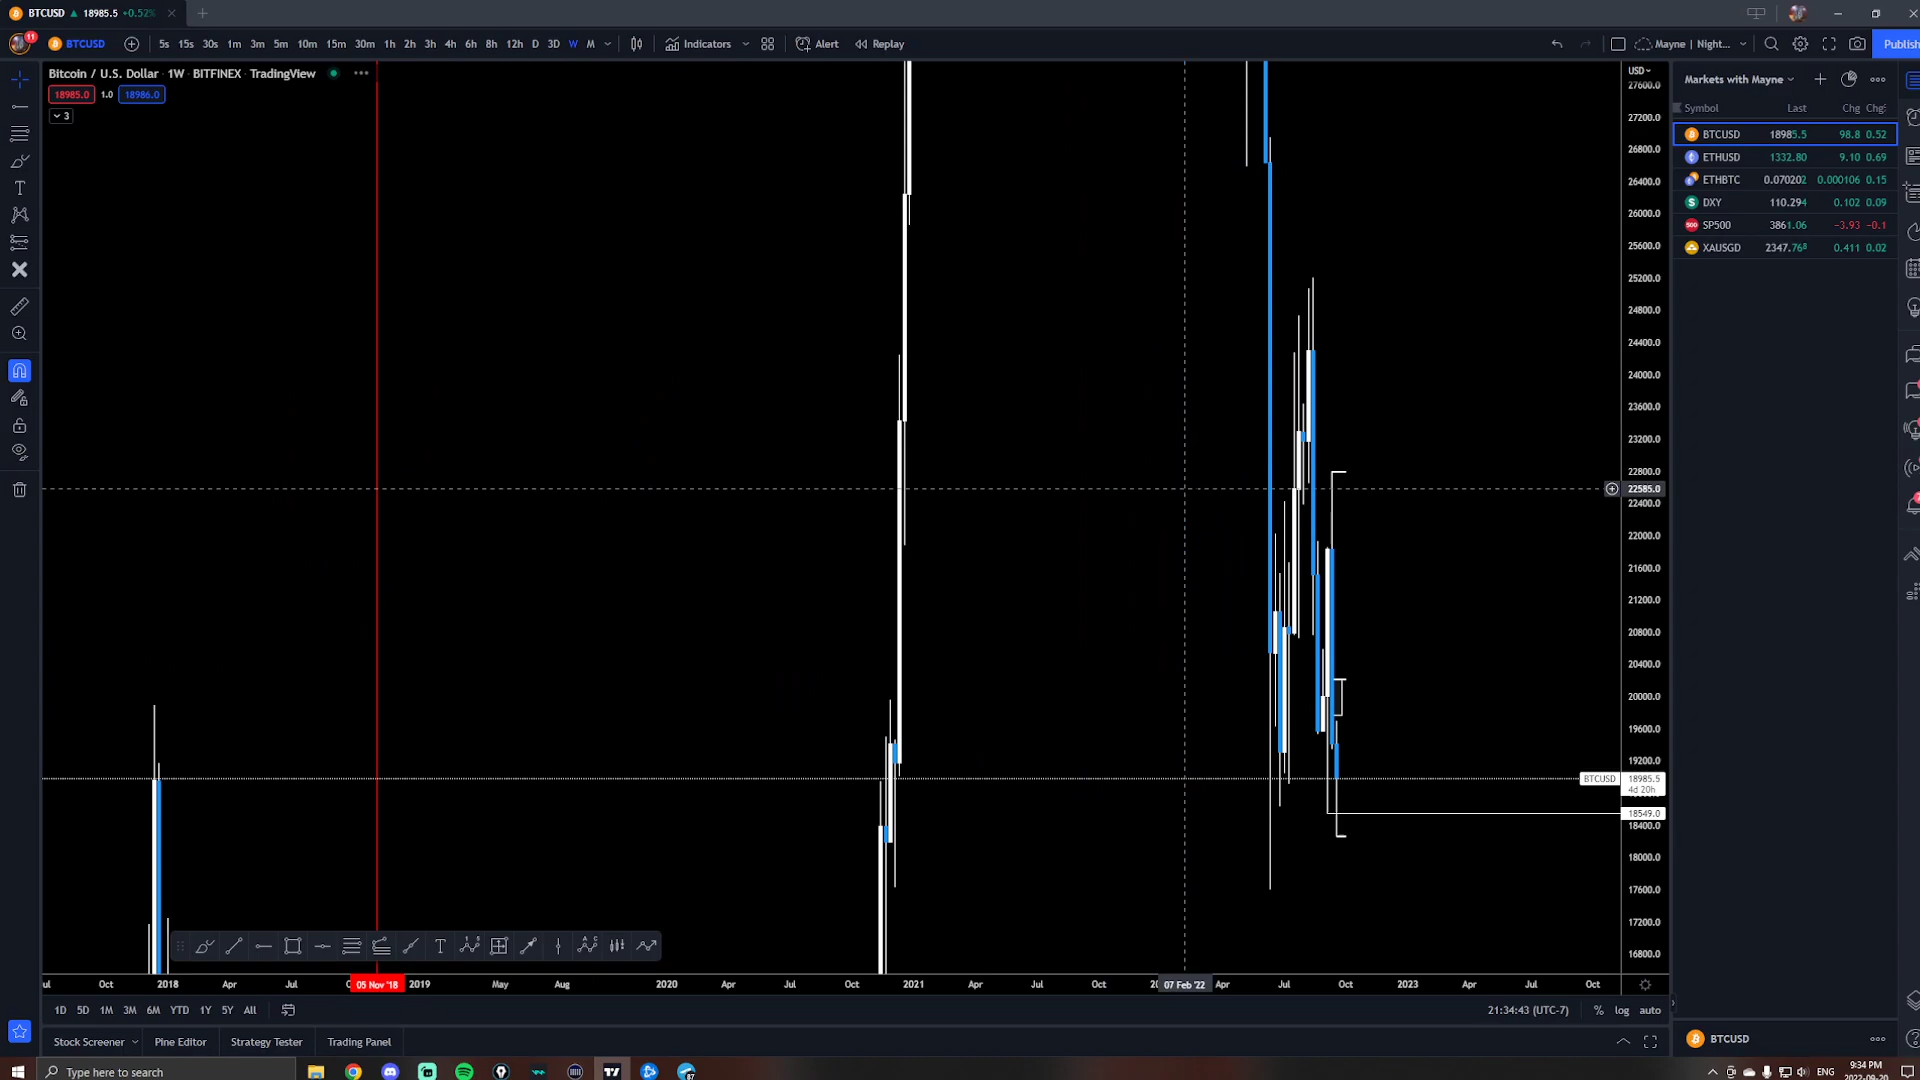 BTCUSD ▲ 18985.5 +0.52%
11 BTCUSD 5s 15s 30s 1m 3m 5m 10m 15m 30m 1h 2h 3h 4h 6h 8h 12h D 3D W M Indicators Alert Replay Mayne | Night... Publish
Bitcoin / U.S. Dollar · 1W · BITFINEX · TradingView
18985.0 1.0 18986.0
3
USD
27600.0
27200.0
26800.0
26400.0
26000.0
25600.0
25200.0
24800.0
24400.0
24000.0
23600.0
23200.0
22800.0
22585.0
22400.0
22000.0
21600.0
21200.0
20800.0
20400.0
20000.0
19600.0
19200.0
BTCUSD 18985.5
4d 20h
18549.0
18400.0
18000.0
17600.0
17200.0
16800.0
Oct 2018 Apr Jul 05 Nov '18 2019 May Aug 2020 Apr Jul Oct 2021 Apr Jul Oct 07 Feb '22 Apr Jul Oct 2023 Apr Jul Oct
1D 5D 1M 3M 6M YTD 1Y 5Y All 21:34:43 (UTC-7) % log auto
Stock Screener Pine Editor Strategy Tester Trading Panel
Markets with Mayne
Symbol Last Chg Chg
BTCUSD 18985.5 98.8 0.52
ETHUSD 1332.80 9.10 0.69
ETHBTC 0.070202 0.000106 0.15
DXY 110.294 0.102 0.09
SP500 3861.06 −3.93 −0.1
XAUSGD 2347.768 0.411 0.02
BTCUSD
Type here to search
87
ENG
9:34 PM
2022-09-20